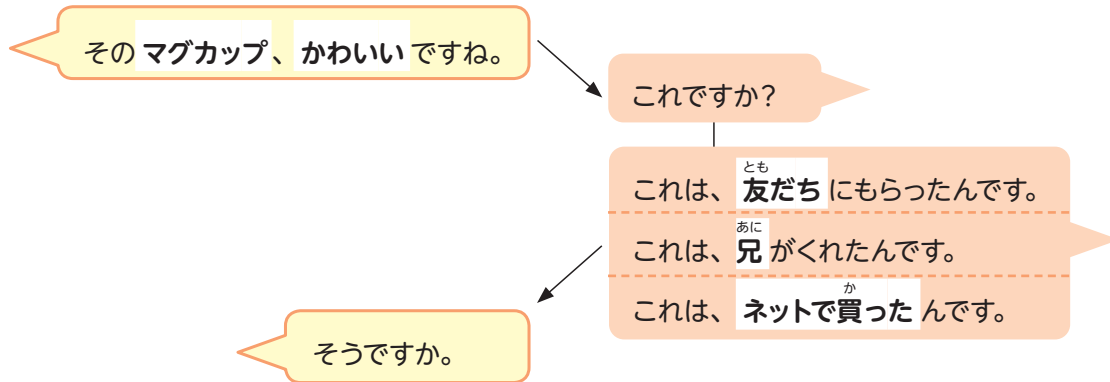 その マグカップ、かわいい ですね。
これですか？
とも
これは、友だち にもらったんです。
あに
これは、兄 がくれたんです。
か
これは、ネットで買った んです。
そうですか。